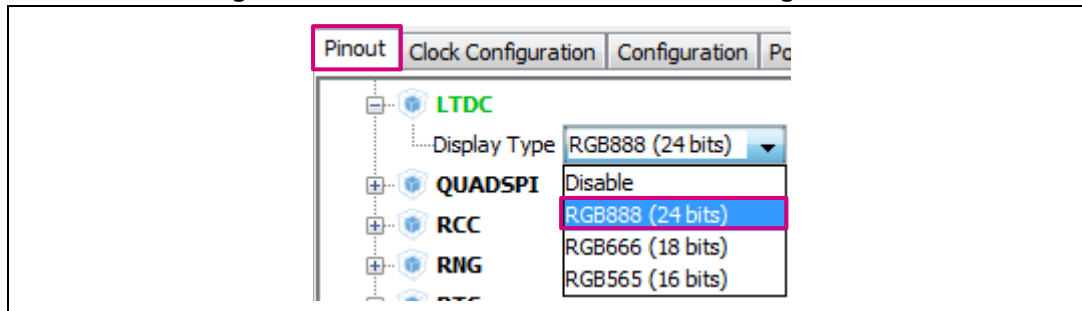 Pinout Clock Configuration Configuration Po
LTDC
Display Type RGB888 (24 bits)
QUADSPI Disable
RGB888 (24 bits)
RCC
RGB666 (18 bits)
RNG
RGB565 (16 bits)